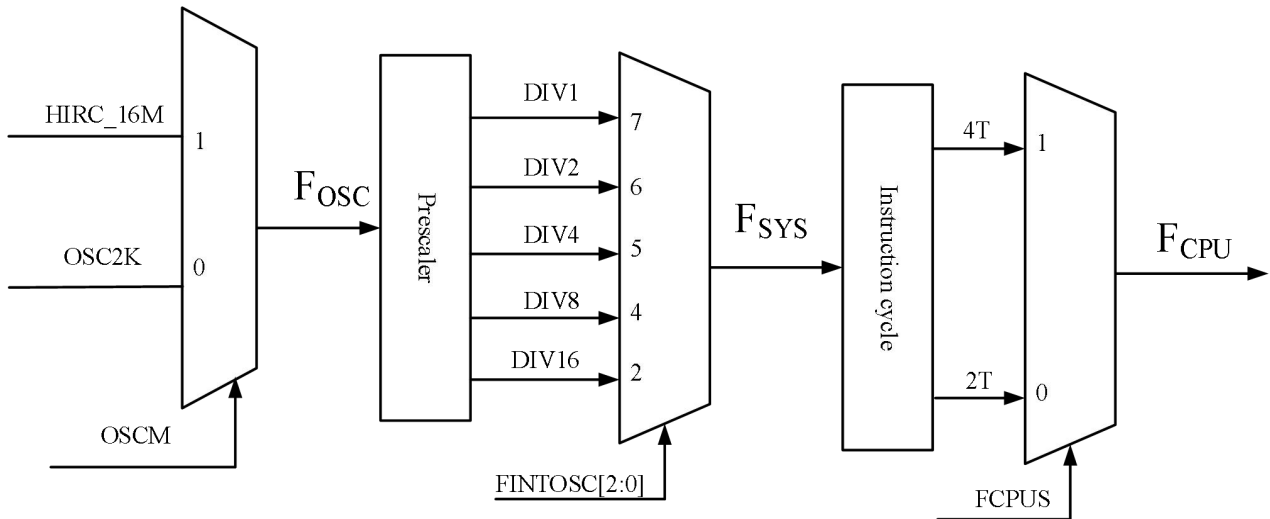 HIRC_16M
1
OSC2K
0
OSCM
FOSC
Prescaler
DIV1
7
DIV2
6
DIV4
5
DIV8
4
DIV16
2
FINTOSC[2:0]
FSYS
Instruction cycle
4T
1
2T
0
FCPUS
FCPU